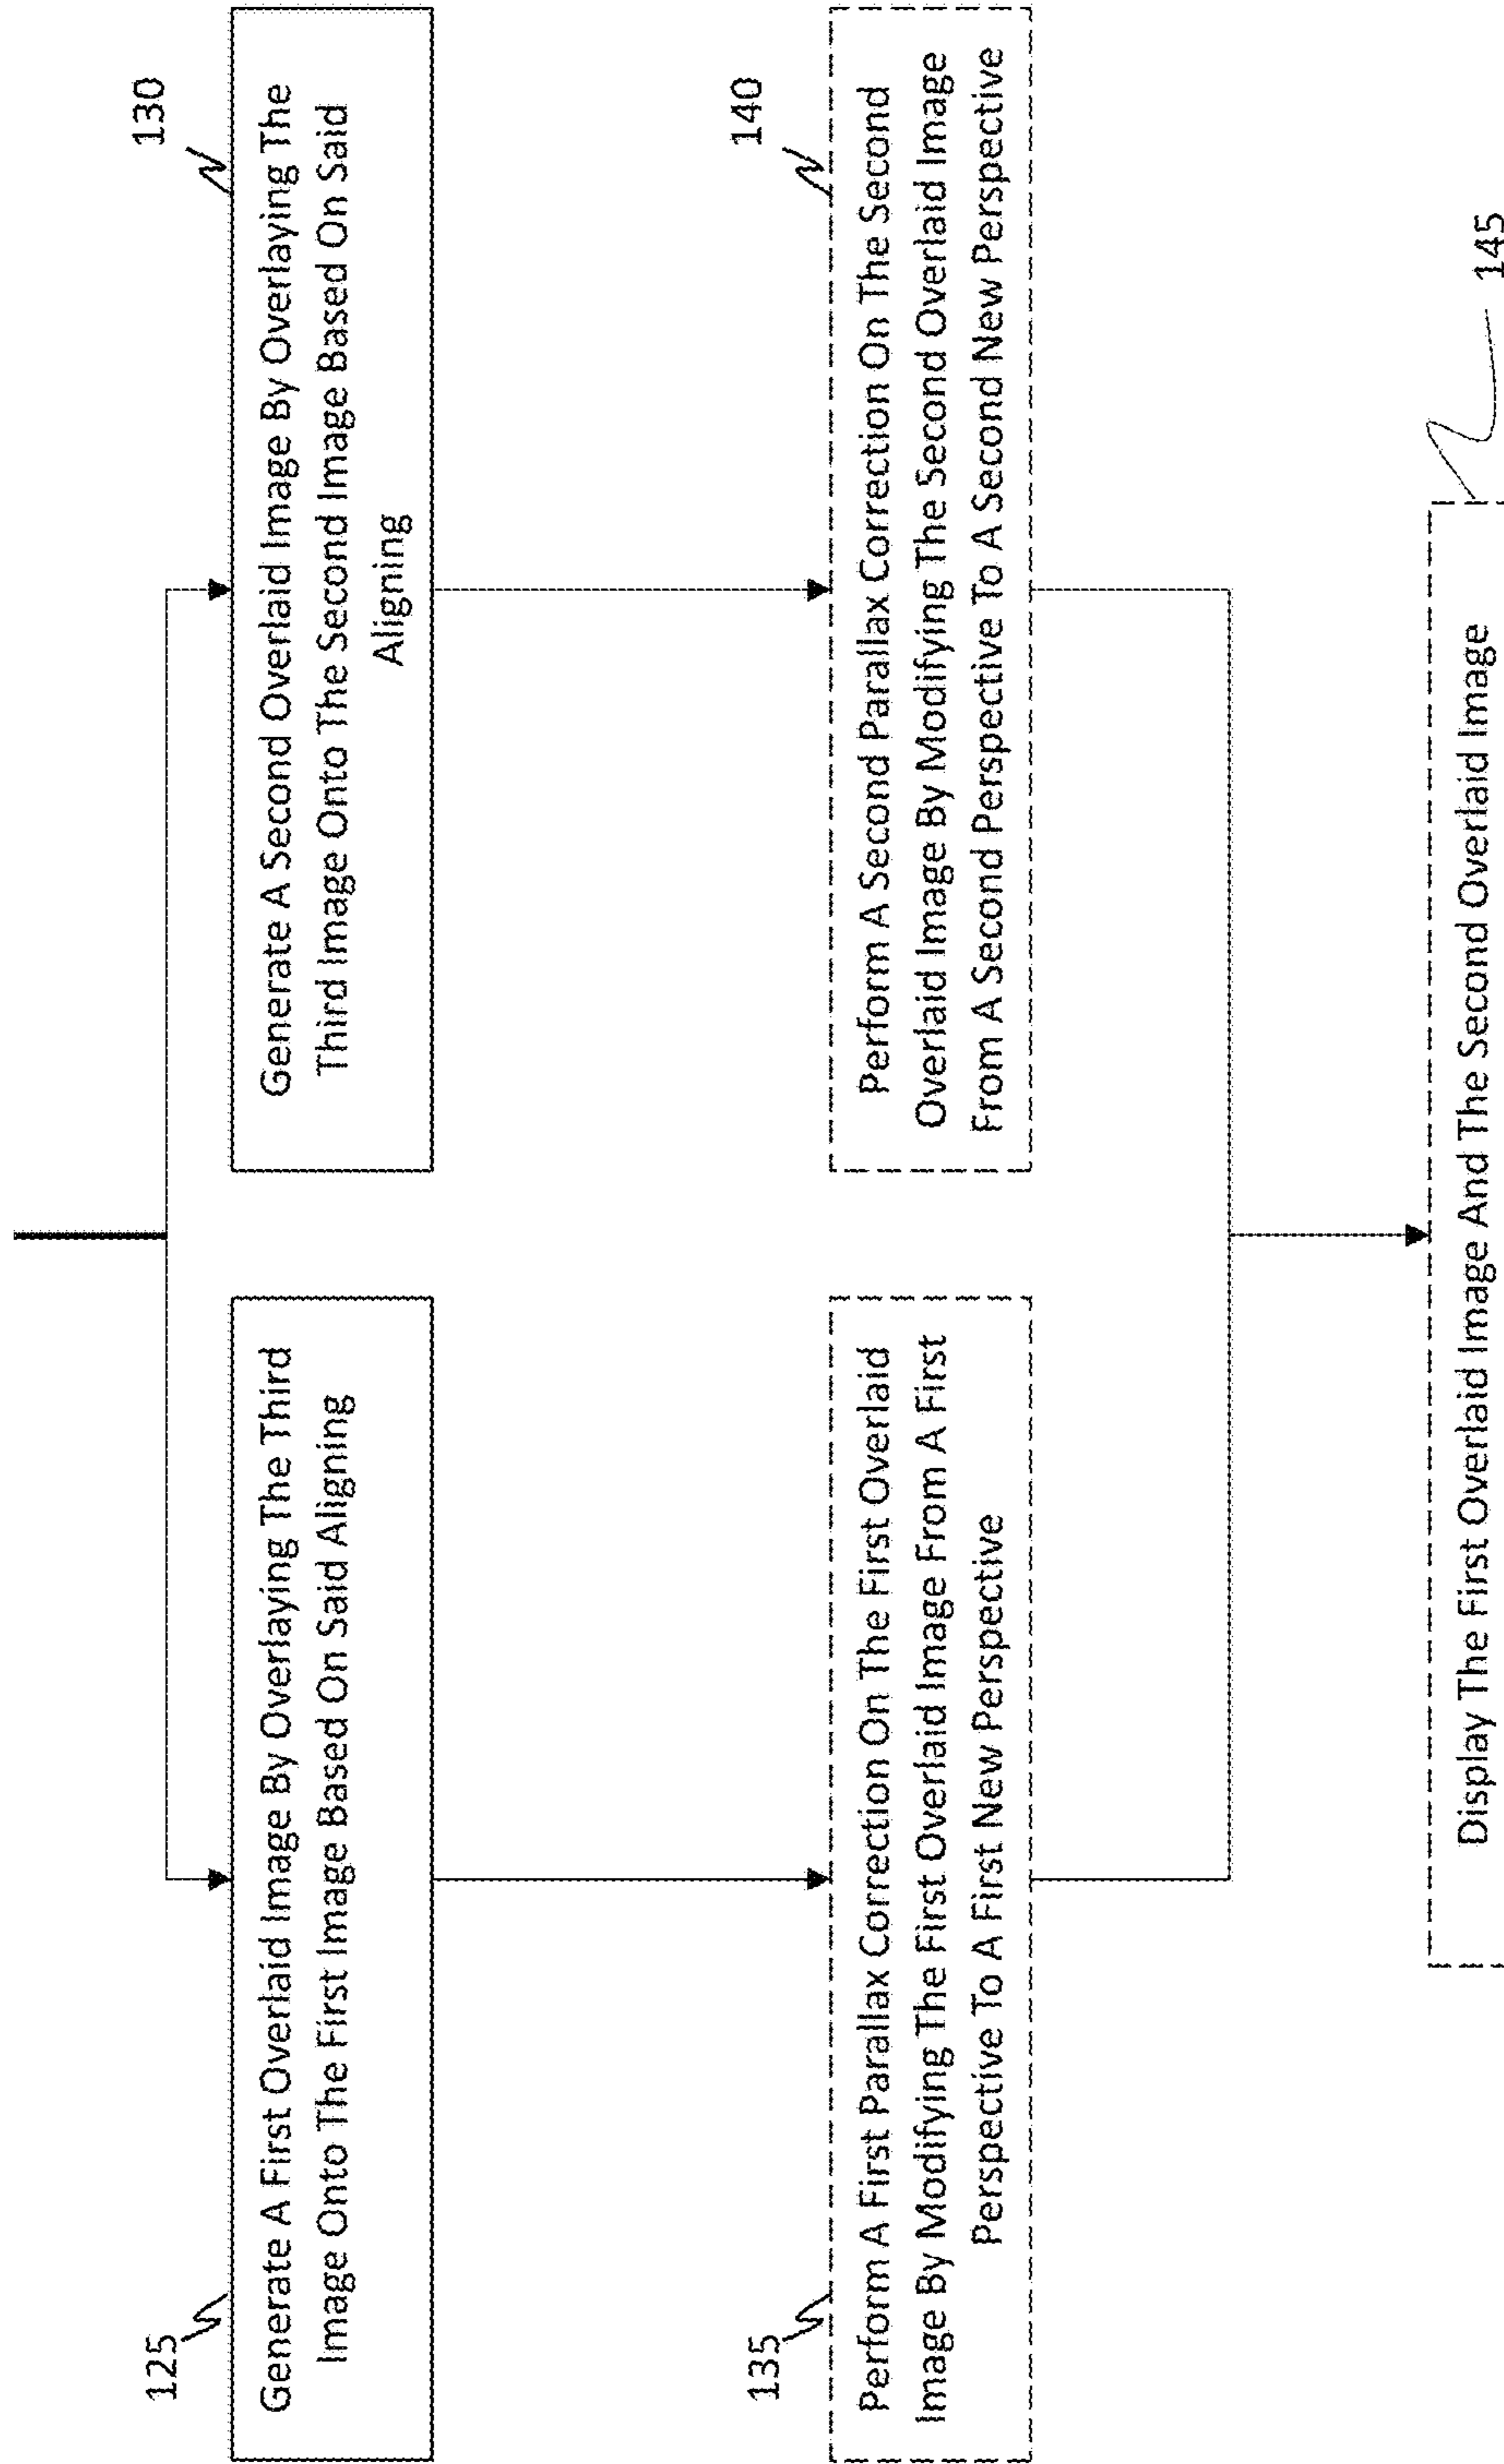 125
Generate A First Overlaid Image By Overlaying The Third
Image Onto The First Image Based On Said Aligning
130
Generate A Second Overlaid Image By Overlaying The
Third Image Onto The Second Image Based On Said
Aligning
135
Perform A First Parallax Correction On The First Overlaid
Image By Modifying The First Overlaid Image From A First
Perspective To A First New Perspective
140
Perform A Second Parallax Correction On The Second
Overlaid Image By Modifying The Second Overlaid Image
From A Second Perspective To A Second New Perspective
145
Display The First Overlaid Image And The Second Overlaid Image